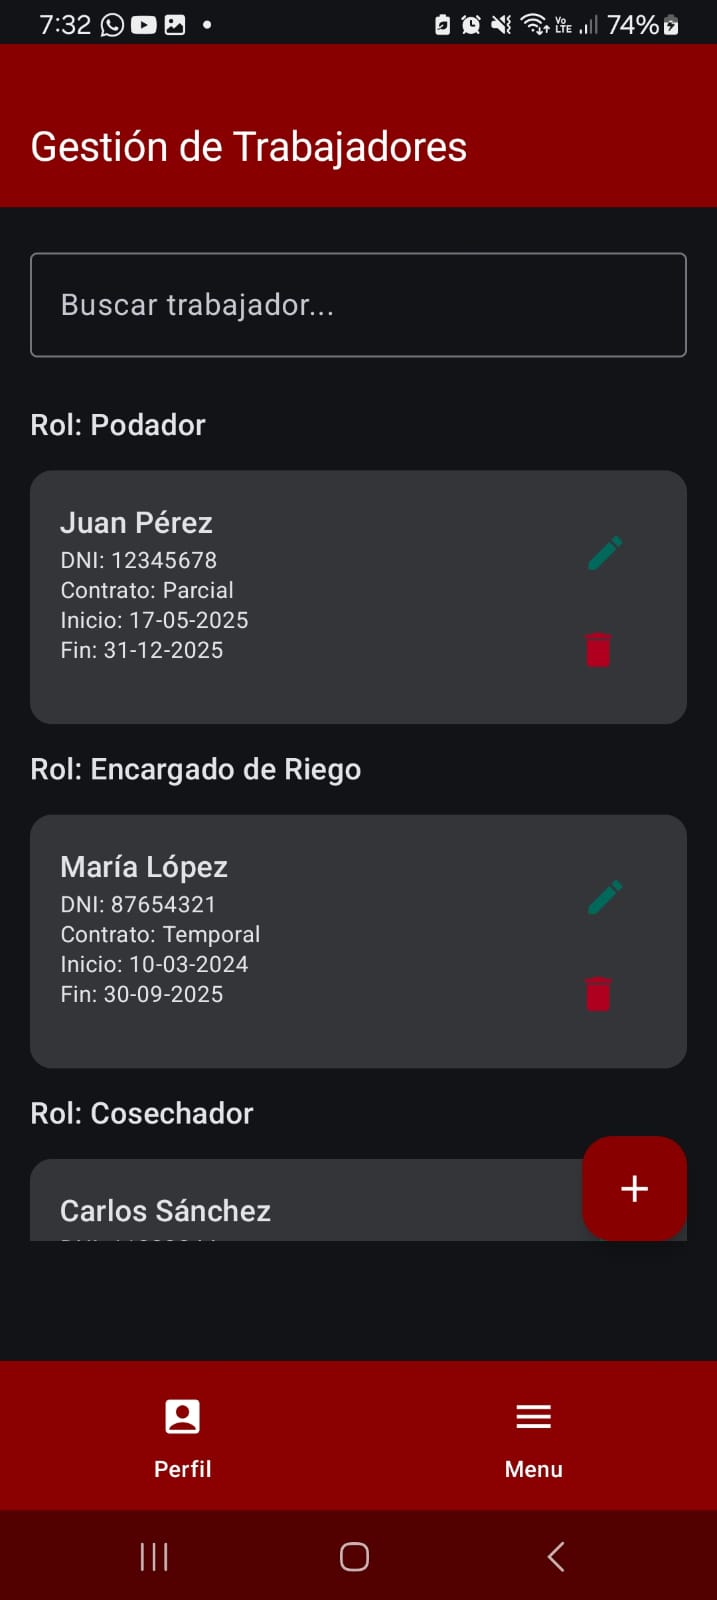 7:32
Vo
LTE
74%
Gestión de Trabajadores
Buscar trabajador...
Rol: Podador
Juan Pérez
DNI: 12345678
Contrato: Parcial
Inicio: 17-05-2025
Fin: 31-12-2025
Rol: Encargado de Riego
María López
DNI: 87654321
Contrato: Temporal
Inicio: 10-03-2024
Fin: 30-09-2025
Rol: Cosechador
Carlos Sánchez
Perfil
Menu